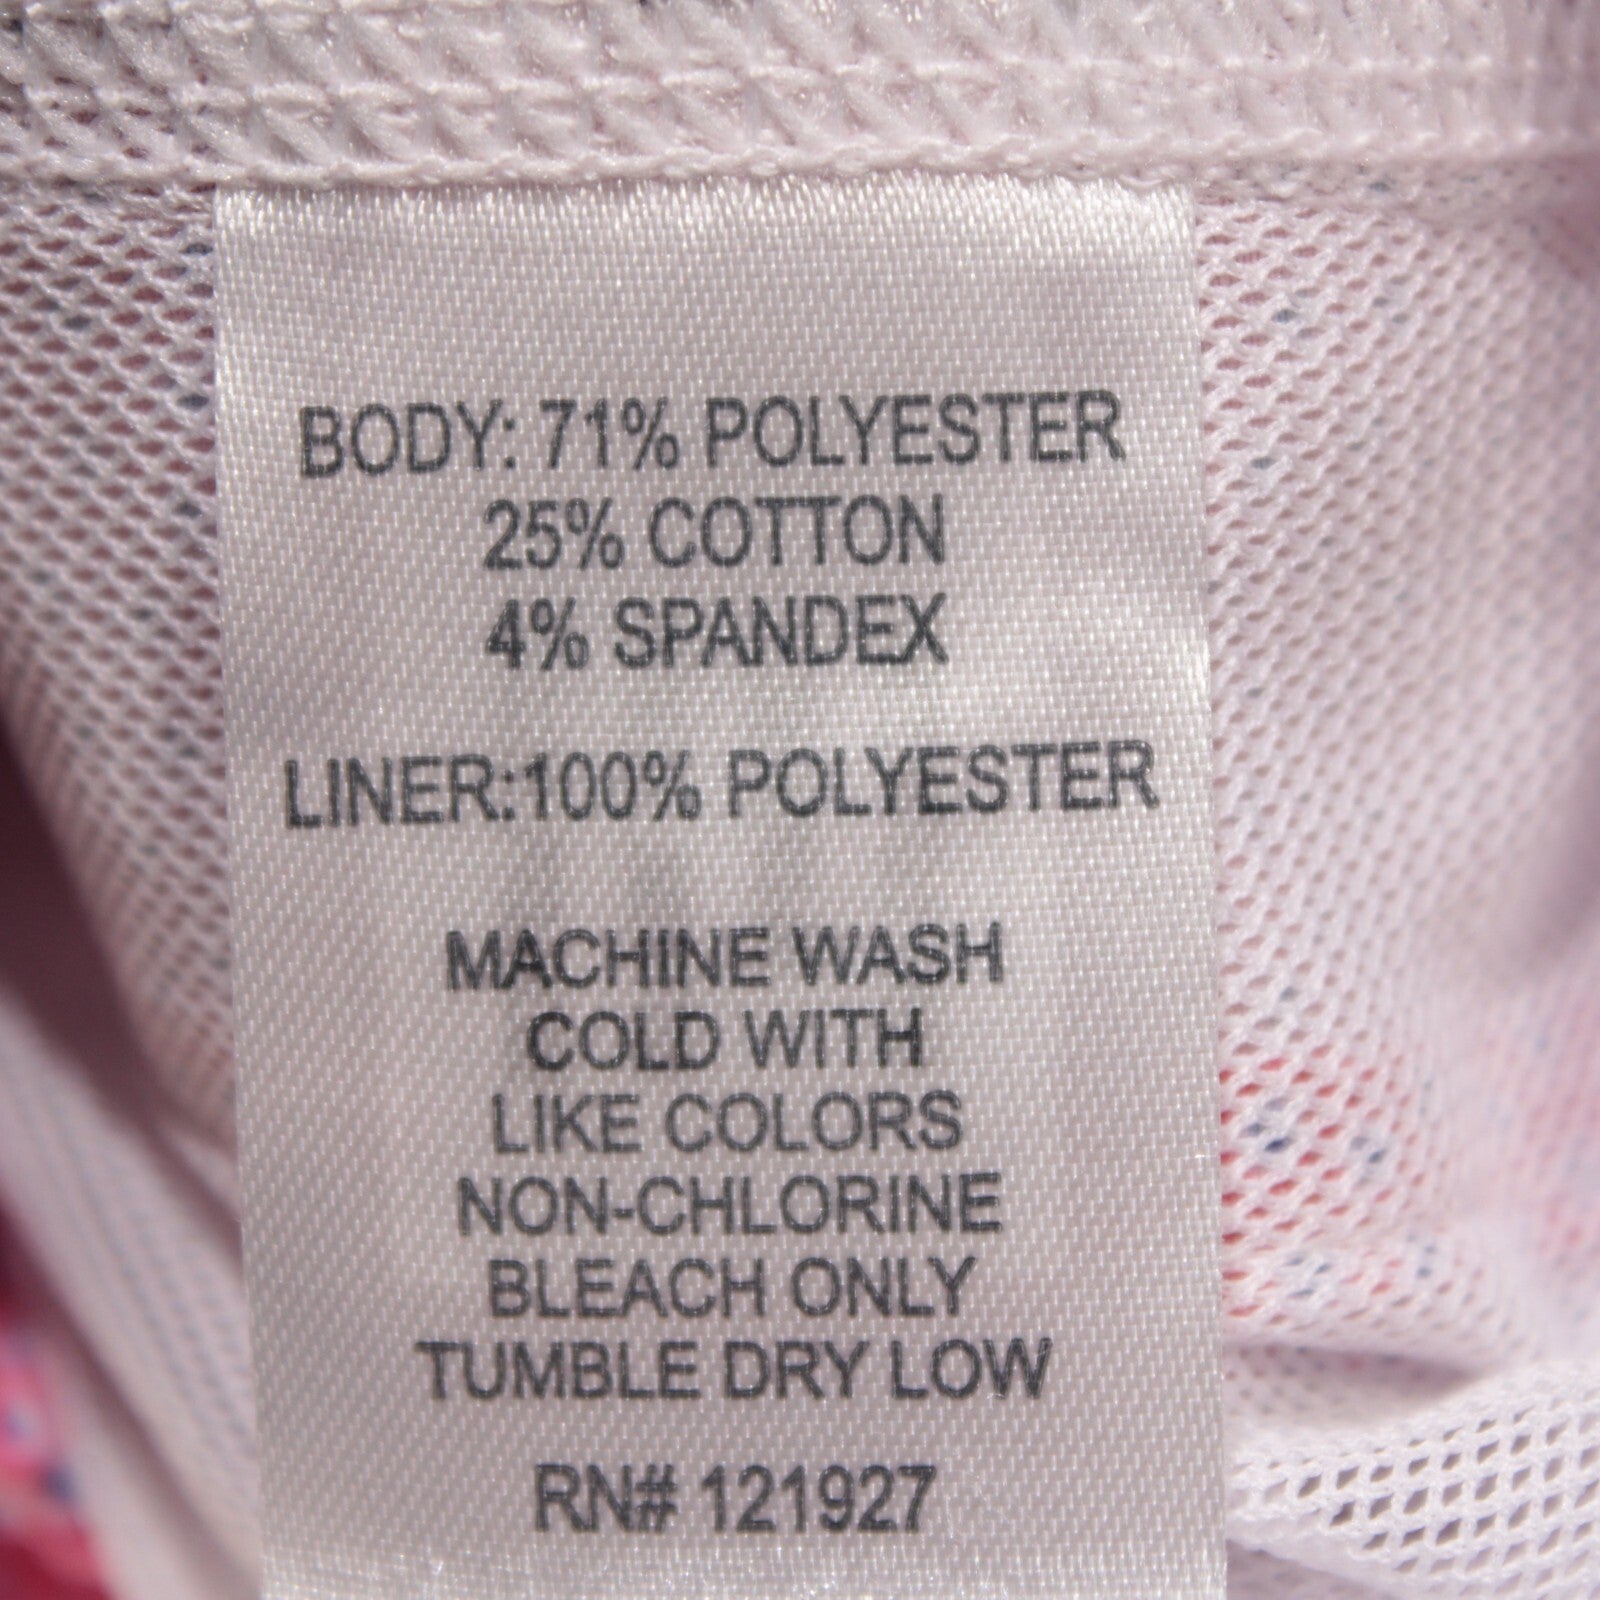 BODY: 71% POLYESTER
25% COTTON
4% SPANDEX
LINER:100% POLYESTER
MACHINE WASH
COLD WITH
LIKE COLORS
NON-CHLORINE
BLEACH ONLY
TUMBLE DRY LOW
RN# 121927